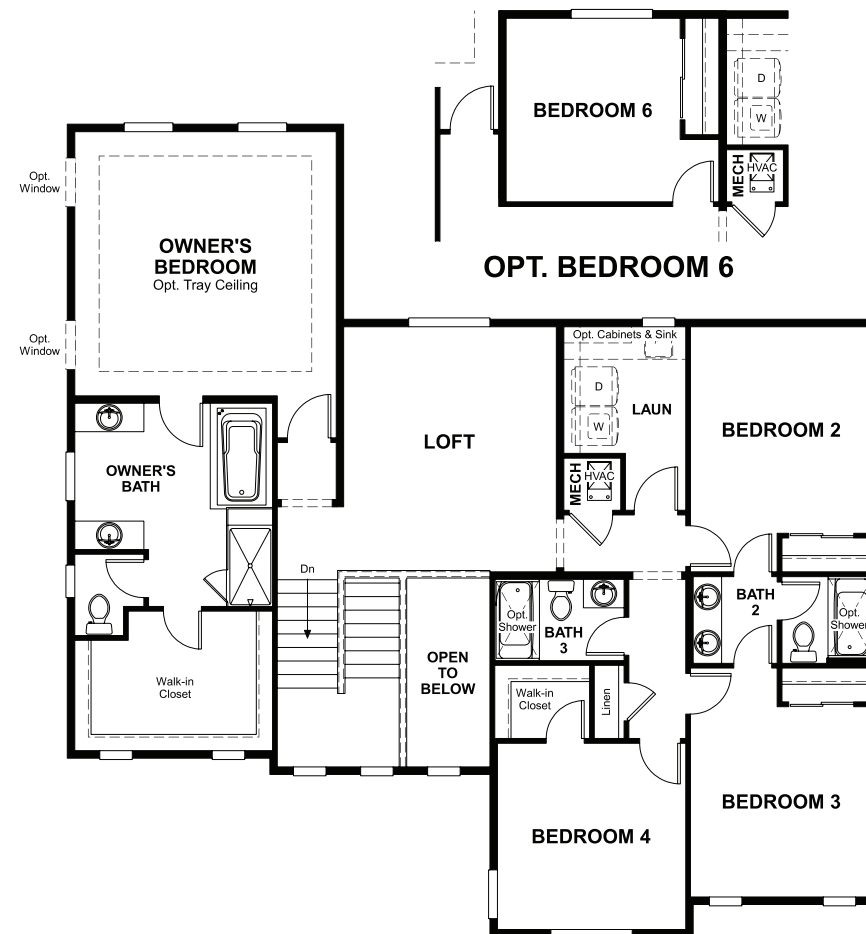 BEDROOM 6
D
W
MECH
HVAC
OPT. BEDROOM 6
Opt.
Window
OWNER'S
BEDROOM
Opt. Tray Ceiling
Opt.
Window
Opt. Cabinets & Sink
D
W
LAUN
LOFT
BEDROOM 2
OWNER'S
BATH
MECH
HVAC
Dn
Opt.
Shower
BATH
3
BATH
2
Opt.
Shower
OPEN
TO
BELOW
Walk-in
Closet
Walk-in
Closet
Linen
BEDROOM 3
BEDROOM 4